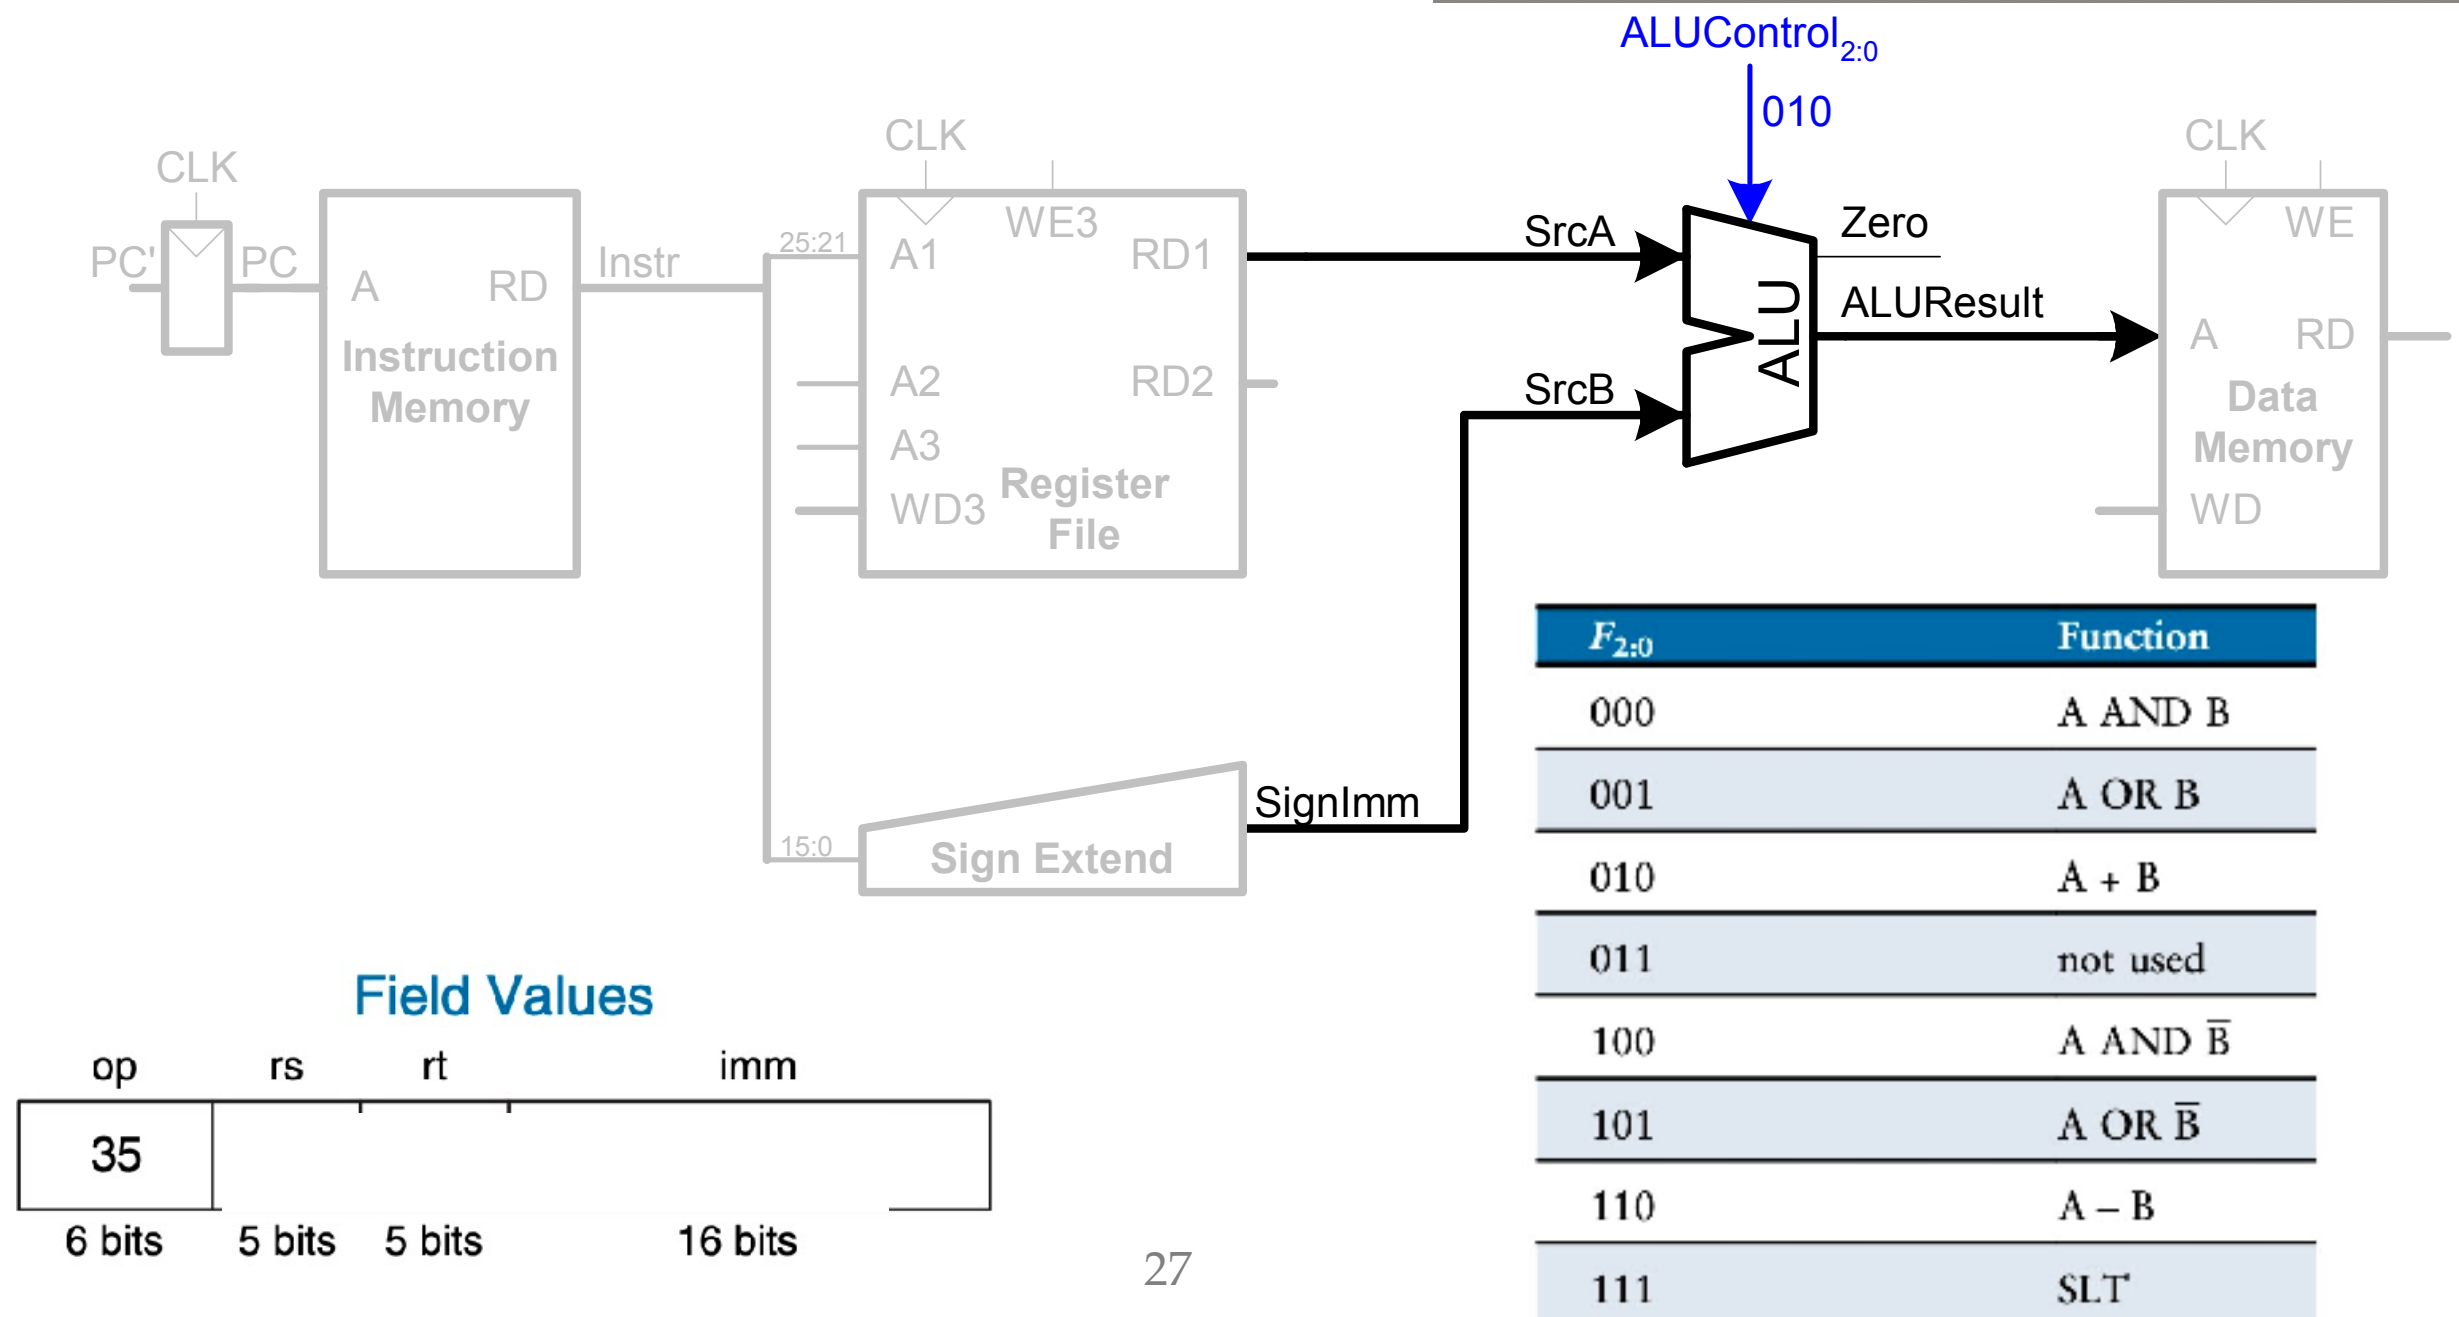 ALUControl2:0
010
CLK
PC'
PC
A
RD
Instruction
Memory
Instr
25:21
15:0
CLK
WE3
A1
RD1
A2
RD2
A3
WD3
Register
File
Sign Extend
SignImm
SrcA
SrcB
ALU
Zero
ALUResult
CLK
WE
A
RD
Data
Memory
WD
F2:0 Function
000 A AND B
001 A OR B
010 A + B
011 not used
100 A AND B̅
101 A OR B̅
110 A – B
111 SLT
Field Values
op rs rt imm
35
6 bits 5 bits 5 bits 16 bits
27